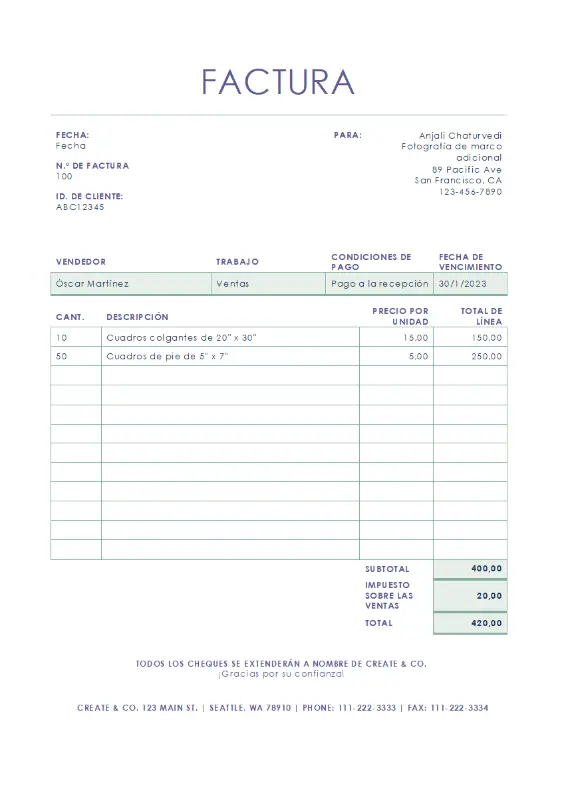 FACTURA
FECHA:
Fecha
N.º DE FACTURA
100
ID. DE CLIENTE:
ABC12345
PARA:
Anjali Chaturvedi
Fotografía de marco
adicional
89 Pacific Ave
San Francisco, CA
123-456-7890
VENDEDOR TRABAJO CONDICIONES DE PAGO FECHA DE VENCIMIENTO
Óscar Martínez Ventas Pago a la recepción 30/1/2023
CANT. DESCRIPCIÓN PRECIO POR UNIDAD TOTAL DE LÍNEA
10 Cuadros colgantes de 20" x 30" 15,00 150,00
50 Cuadros de pie de 5" x 7" 5,00 250,00
SUBTOTAL 400,00
IMPUESTO SOBRE LAS VENTAS 20,00
TOTAL 420,00
TODOS LOS CHEQUES SE EXTENDERÁN A NOMBRE DE CREATE & CO.
¡Gracias por su confianza!
CREATE & CO. 123 MAIN ST. | SEATTLE, WA 78910 | PHONE: 111-222-3333 | FAX: 111-222-3334